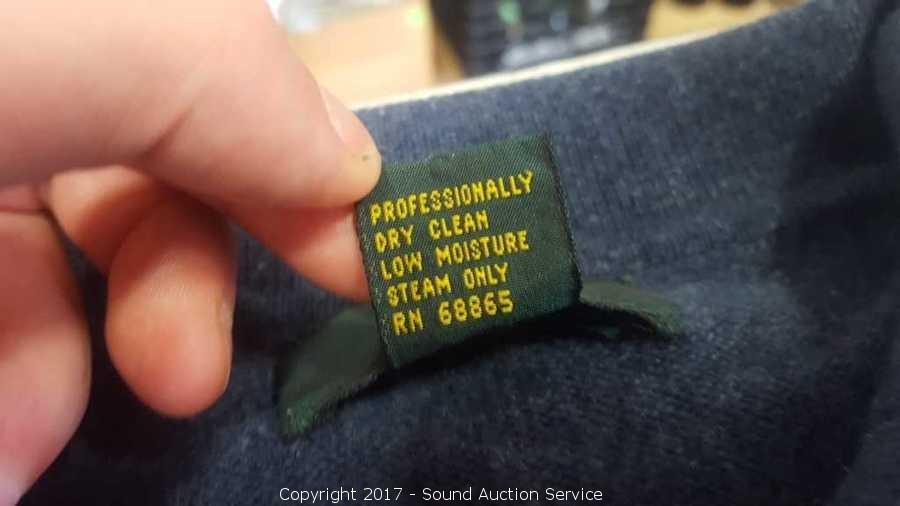 PROFESSIONALLY
DRY CLEAN
LOW MOISTURE
STEAM ONLY
RN 68865
Copyright 2017 - Sound Auction Service